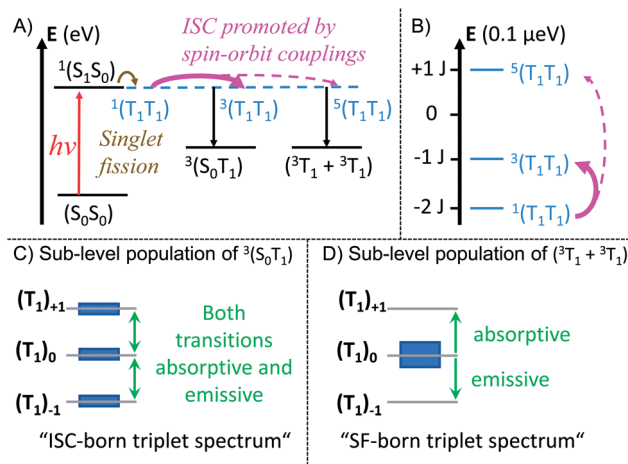 A)
E (eV)
ISC promoted by
spin-orbit couplings
¹(S₁S₀)
¹(T₁T₁)
³(T₁T₁)
⁵(T₁T₁)
hν
Singlet
fission
³(S₀T₁)
(³T₁ + ³T₁)
(S₀S₀)
B)
E (0.1 µeV)
+1 J
⁵(T₁T₁)
0
-1 J
³(T₁T₁)
-2 J
¹(T₁T₁)
C) Sub-level population of ³(S₀T₁)
(T₁)₊₁
(T₁)₀
(T₁)₋₁
Both
transitions
absorptive and
emissive
"ISC-born triplet spectrum"
D) Sub-level population of (³T₁ + ³T₁)
(T₁)₊₁
absorptive
(T₁)₀
emissive
(T₁)₋₁
"SF-born triplet spectrum"